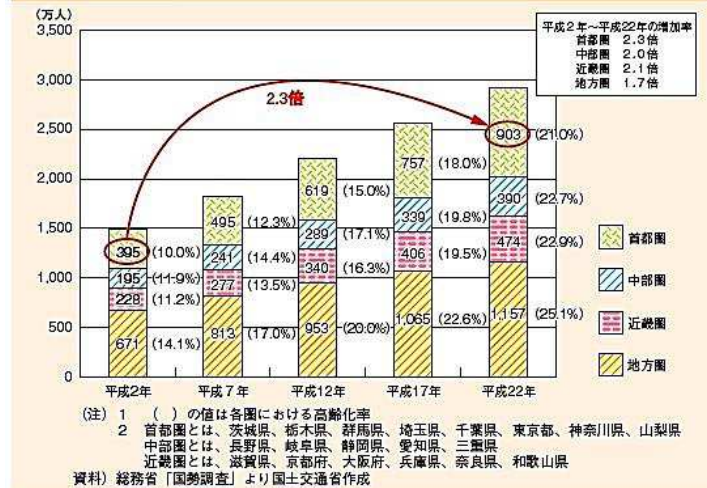 (万人)
3,500
3,000
2,500
2,000
1,500
1,000
500
0
平成2年～平成22年の増加率
首都圏 2.3倍
中部圏 2.0倍
近畿圏 2.1倍
地方圏 1.7倍
2.3倍
395 (10.0%)
195 (11.9%)
228 (11.2%)
671 (14.1%)
495 (12.3%)
241 (14.4%)
277 (13.5%)
813 (17.0%)
619 (15.0%)
289 (17.1%)
340 (16.3%)
953 (20.0%)
757 (18.0%)
339 (19.8%)
406 (19.5%)
1,065 (22.6%)
903 (21.0%)
390 (22.7%)
474 (22.9%)
1,157 (25.1%)
首都圏
中部圏
近畿圏
地方圏
平成2年 平成7年 平成12年 平成17年 平成22年
(注) 1 ( ) の値は各圏における高齢化率
2 首都圏とは、茨城県、栃木県、群馬県、埼玉県、千葉県、東京都、神奈川県、山梨県
中部圏とは、長野県、岐阜県、静岡県、愛知県、三重県
近畿圏とは、滋賀県、京都府、大阪府、兵庫県、奈良県、和歌山県
資料) 総務省「国勢調査」より国土交通省作成